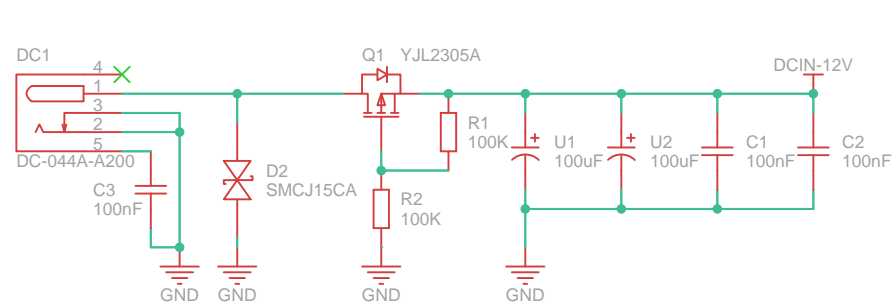 DC1
4
1
3
2
5
DC-044A-A200
C3
100nF
GND
D2
SMCJ15CA
GND
Q1 YJL2305A
R1
100K
R2
100K
GND
U1
100uF
U2
100uF
C1
100nF
C2
100nF
DCIN-12V
GND